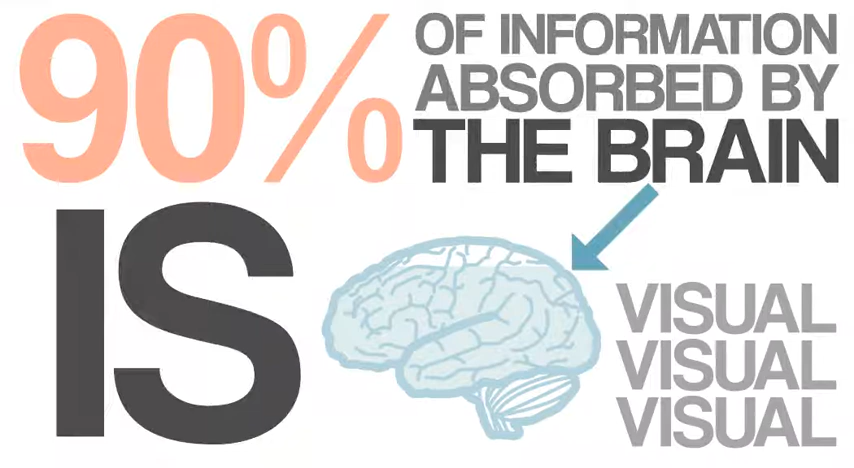 90%
OF INFORMATION
ABSORBED BY
THE BRAIN
IS
VISUAL
VISUAL
VISUAL